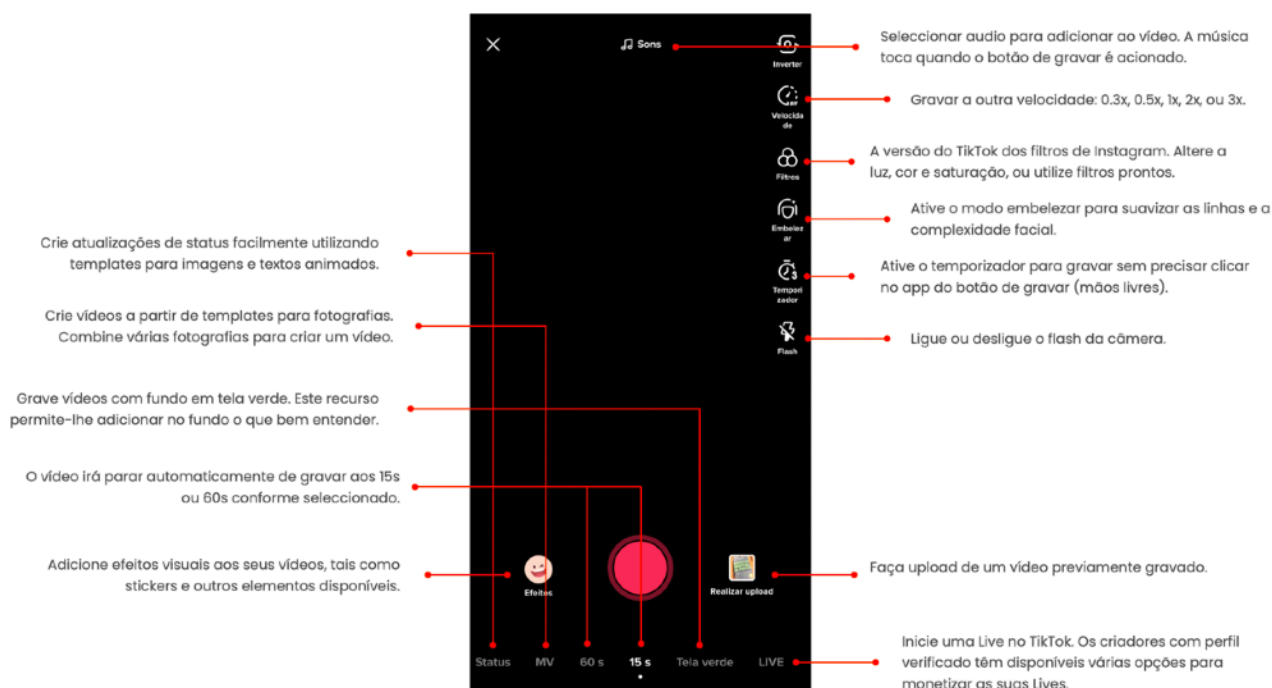 Sons
Inverter
Velocida
de
Filtros
Embelez
ar
Tempori
zador
Flash
Seleccionar audio para adicionar ao vídeo. A música
toca quando o botão de gravar é acionado.
Gravar a outra velocidade: 0.3x, 0.5x, 1x, 2x, ou 3x.
A versão do TikTok dos filtros de Instagram. Altere a
luz, cor e saturação, ou utilize filtros prontos.
Ative o modo embelezar para suavizar as linhas e a
complexidade facial.
Ative o temporizador para gravar sem precisar clicar
no app do botão de gravar (mãos livres).
Ligue ou desligue o flash da câmera.
Crie atualizações de status facilmente utilizando
templates para imagens e textos animados.
Crie vídeos a partir de templates para fotografias.
Combine várias fotografias para criar um vídeo.
Grave vídeos com fundo em tela verde. Este recurso
permite-lhe adicionar no fundo o que bem entender.
O vídeo irá parar automaticamente de gravar aos 15s
ou 60s conforme seleccionado.
Adicione efeitos visuais aos seus vídeos, tais como
stickers e outros elementos disponíveis.
Efeitos
Realizar upload
Faça upload de um vídeo previamente gravado.
Status MV 60 s 15 s Tela verde LIVE
Inicie uma Live no TikTok. Os criadores com perfil
verificado têm disponíveis várias opções para
monetizar as suas Lives.